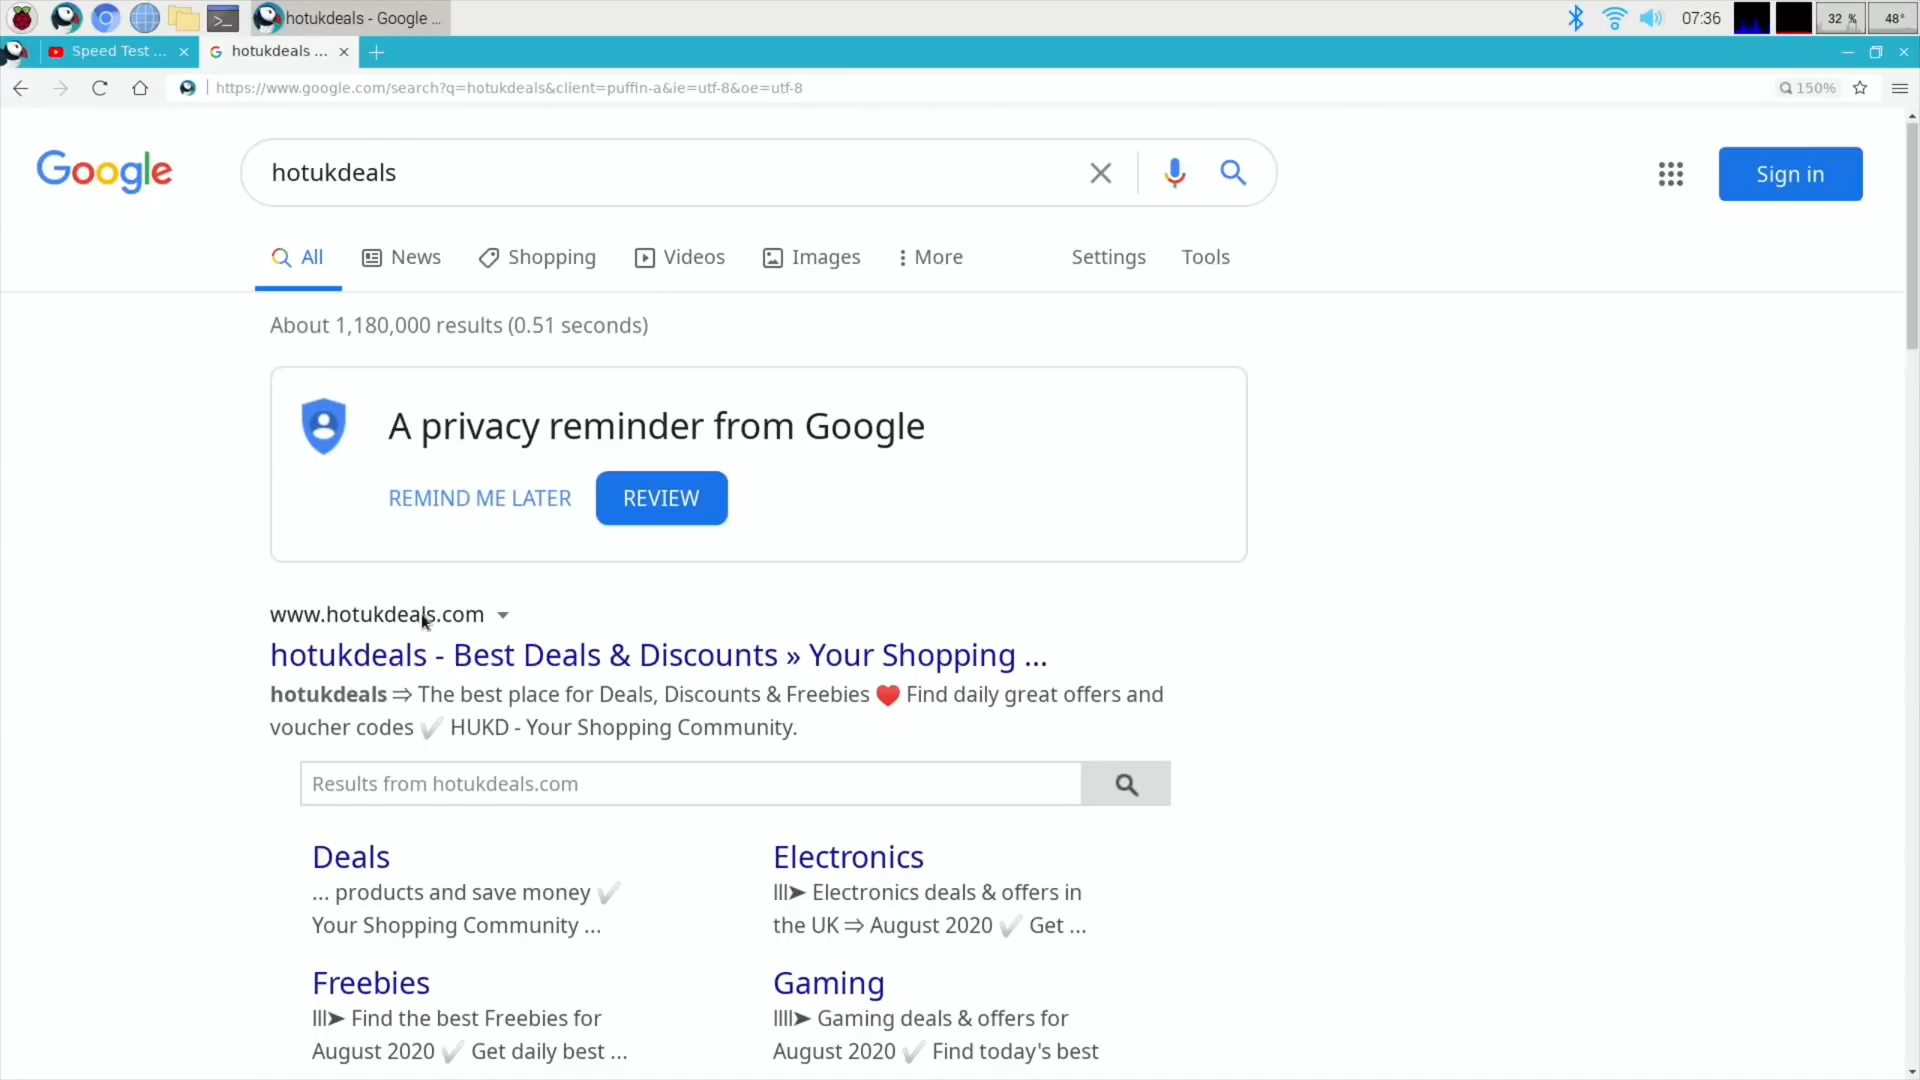 hotukdeals - Google ...
07:36
32 %
48°
Speed Test ...
hotukdeals ...
https://www.google.com/search?q=hotukdeals&client=puffin-a&ie=utf-8&oe=utf-8
150%
Google
hotukdeals
Sign in
All
News
Shopping
Videos
Images
More
Settings
Tools
About 1,180,000 results (0.51 seconds)
A privacy reminder from Google
REMIND ME LATER
REVIEW
www.hotukdeals.com
hotukdeals - Best Deals & Discounts » Your Shopping ...
hotukdeals ⇒ The best place for Deals, Discounts & Freebies ❤️ Find daily great offers and
voucher codes ✅ HUKD - Your Shopping Community.
Results from hotukdeals.com
Deals
... products and save money ✅
Your Shopping Community ...
Electronics
lll➤ Electronics deals & offers in
the UK ⇒ August 2020 ✅ Get ...
Freebies
lll➤ Find the best Freebies for
August 2020 ✅ Get daily best ...
Gaming
llll➤ Gaming deals & offers for
August 2020 ✅ Find today's best